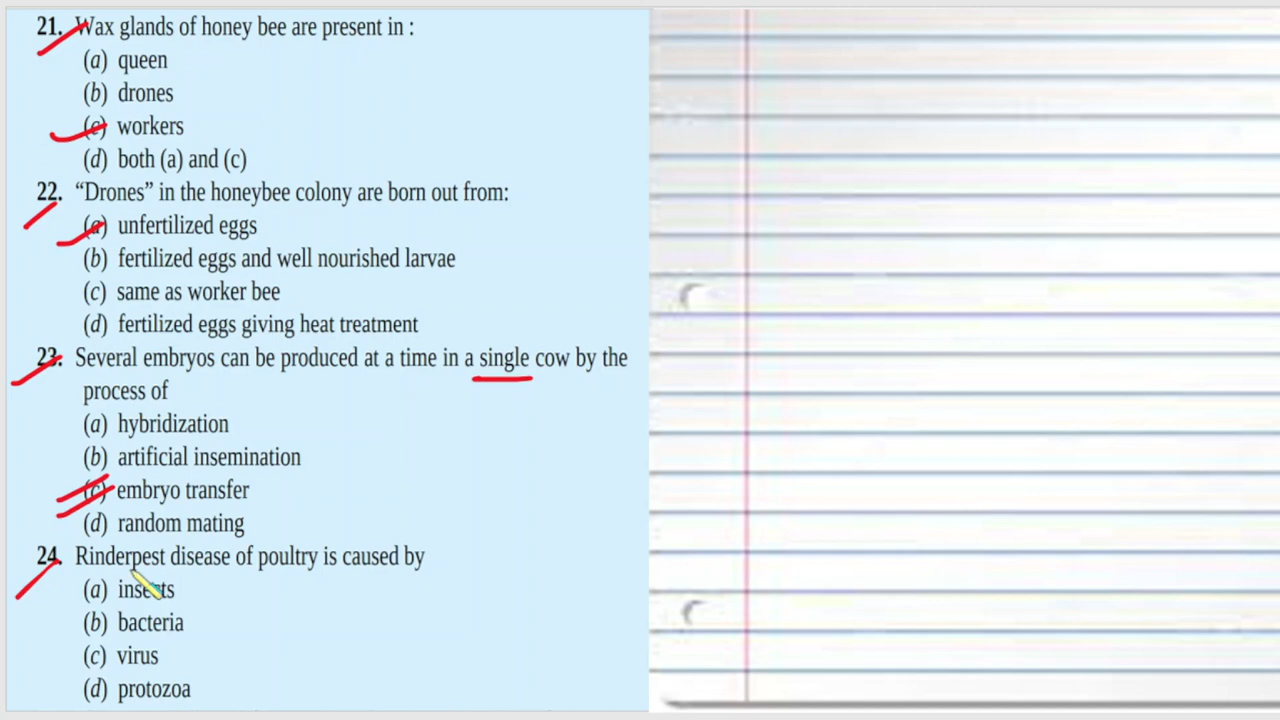 21. Wax glands of honey bee are present in :
(a) queen
(b) drones
(c) workers
(d) both (a) and (c)
22. “Drones” in the honeybee colony are born out from:
(a) unfertilized eggs
(b) fertilized eggs and well nourished larvae
(c) same as worker bee
(d) fertilized eggs giving heat treatment
23. Several embryos can be produced at a time in a single cow by the
process of
(a) hybridization
(b) artificial insemination
(c) embryo transfer
(d) random mating
24. Rinderpest disease of poultry is caused by
(a) insects
(b) bacteria
(c) virus
(d) protozoa